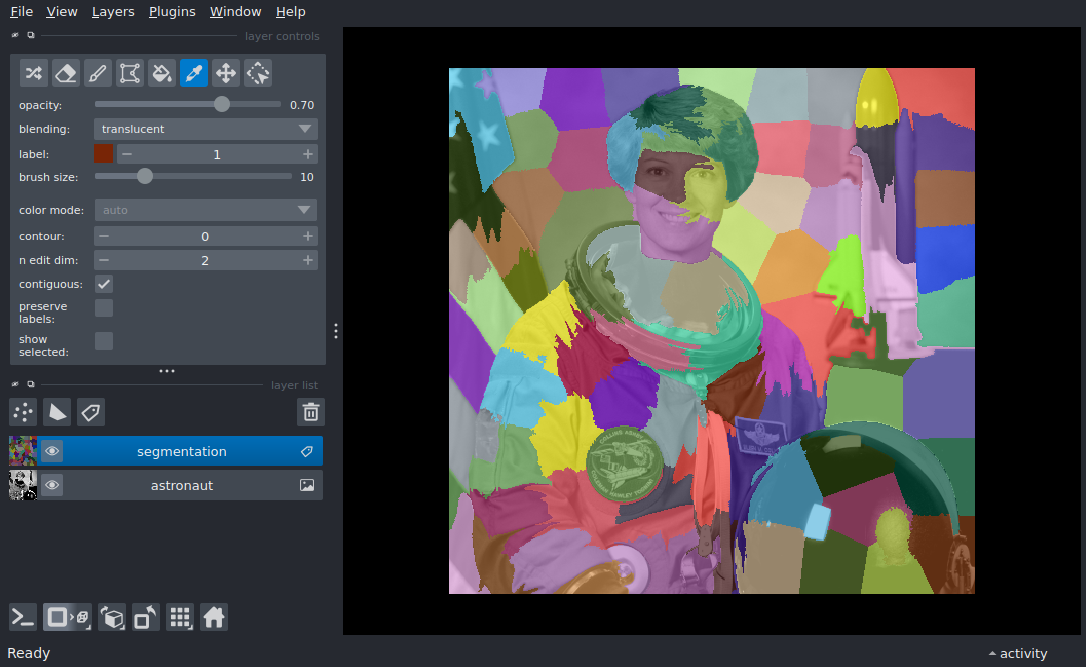 File View Layers Plugins Window Help
layer controls
opacity: 0.70
blending: translucent
label: 1
brush size: 10
color mode: auto
contour: 0
n edit dim: 2
contiguous:
preserve
labels:
show
selected:
layer list
segmentation
astronaut
Ready
activity